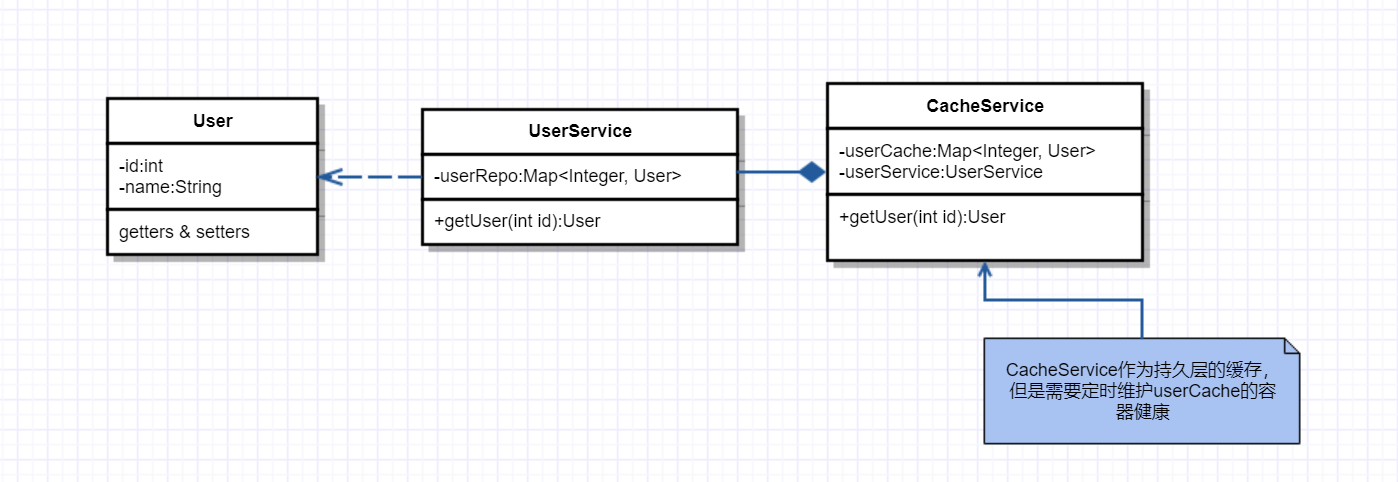 User
-id:int
-name:String
getters & setters
UserService
-userRepo:Map<Integer, User>
+getUser(int id):User
CacheService
-userCache:Map<Integer, User>
-userService:UserService
+getUser(int id):User
CacheService作为持久层的缓存，
但是需要定时维护userCache的容
器健康